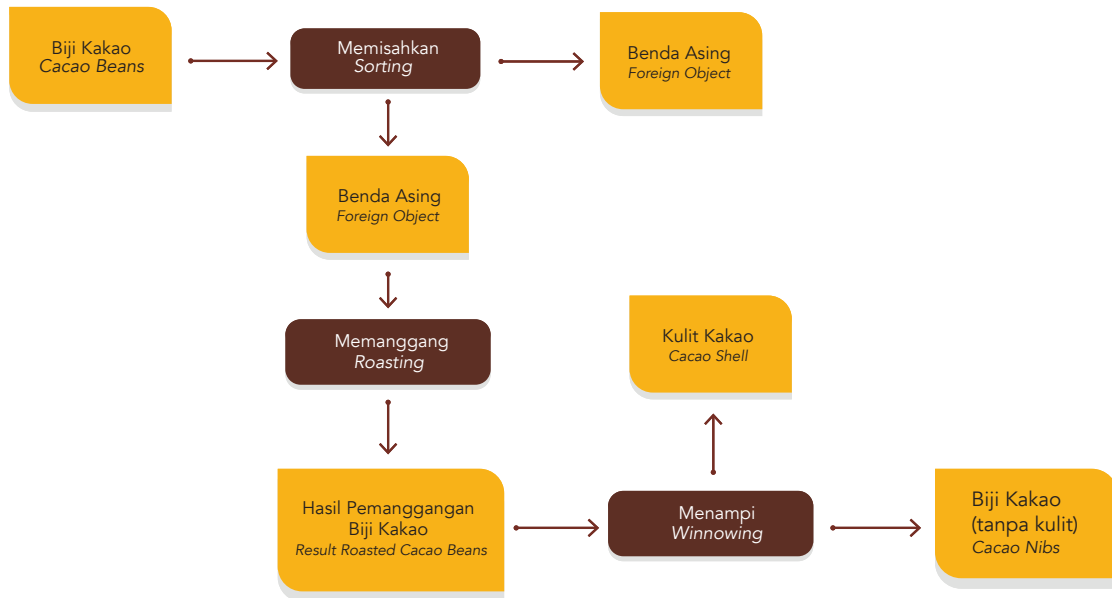 Biji Kakao
Cacao Beans
Memisahkan
Sorting
Benda Asing
Foreign Object
Benda Asing
Foreign Object
Memanggang
Roasting
Kulit Kakao
Cacao Shell
Hasil Pemanggangan
Biji Kakao
Result Roasted Cacao Beans
Menampi
Winnowing
Biji Kakao
(tanpa kulit)
Cacao Nibs